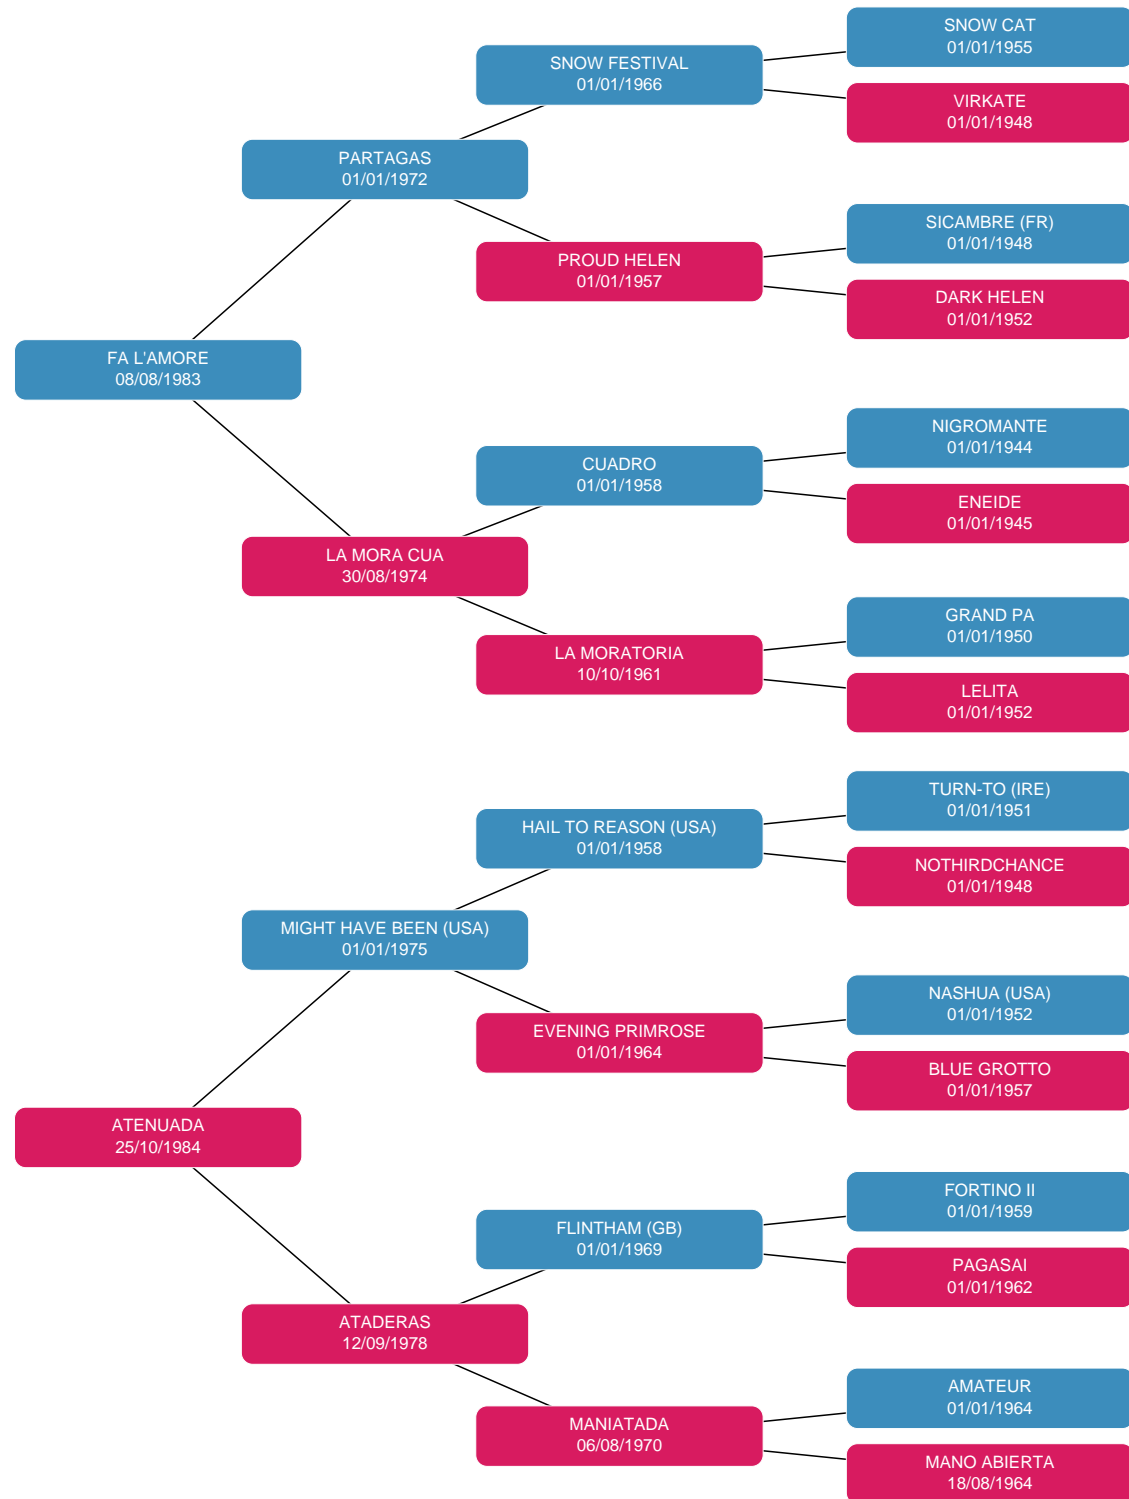 SNOW CAT
01/01/1955
SNOW FESTIVAL
01/01/1966
VIRKATE
01/01/1948
PARTAGAS
01/01/1972
SICAMBRE (FR)
01/01/1948
PROUD HELEN
01/01/1957
DARK HELEN
01/01/1952
FA L'AMORE
08/08/1983
NIGROMANTE
01/01/1944
CUADRO
01/01/1958
ENEIDE
01/01/1945
LA MORA CUA
30/08/1974
GRAND PA
01/01/1950
LA MORATORIA
10/10/1961
LELITA
01/01/1952
TURN-TO (IRE)
01/01/1951
HAIL TO REASON (USA)
01/01/1958
NOTHIRDCHANCE
01/01/1948
MIGHT HAVE BEEN (USA)
01/01/1975
NASHUA (USA)
01/01/1952
EVENING PRIMROSE
01/01/1964
BLUE GROTTO
01/01/1957
ATENUADA
25/10/1984
FORTINO II
01/01/1959
FLINTHAM (GB)
01/01/1969
PAGASAI
01/01/1962
ATADERAS
12/09/1978
AMATEUR
01/01/1964
MANIATADA
06/08/1970
MANO ABIERTA
18/08/1964